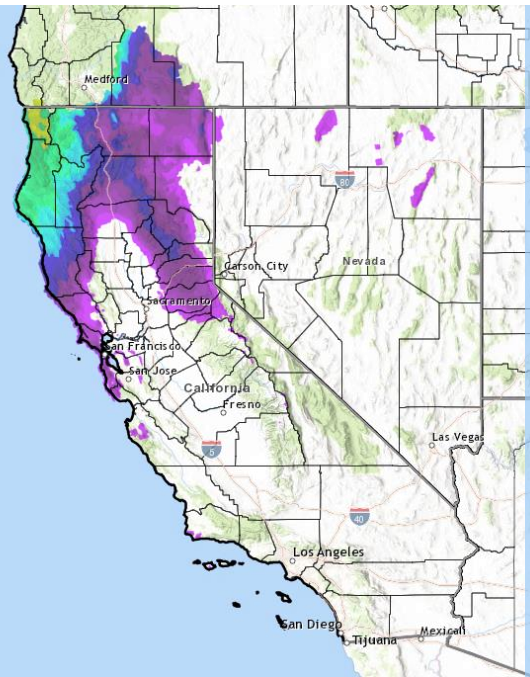 Medford
80
Carson City
Nevada
Sacramento
San Francisco
San Jose
California
Fresno
Las Vegas
5
40
Los Angeles
San Diego
Tijuana
Mexicali